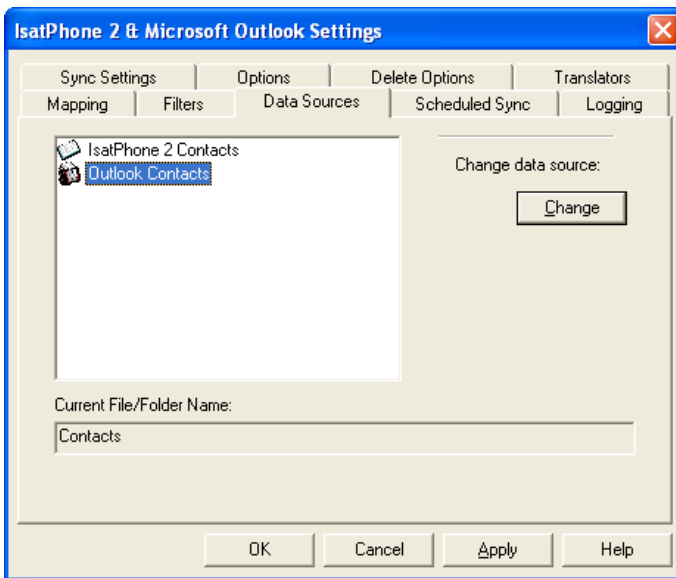 IsatPhone 2 & Microsoft Outlook Settings
Sync Settings Options Delete Options Translators
Mapping Filters Data Sources Scheduled Sync Logging
IsatPhone 2 Contacts
Outlook Contacts
Change data source:
Change
Current File/Folder Name:
Contacts
OK Cancel Apply Help